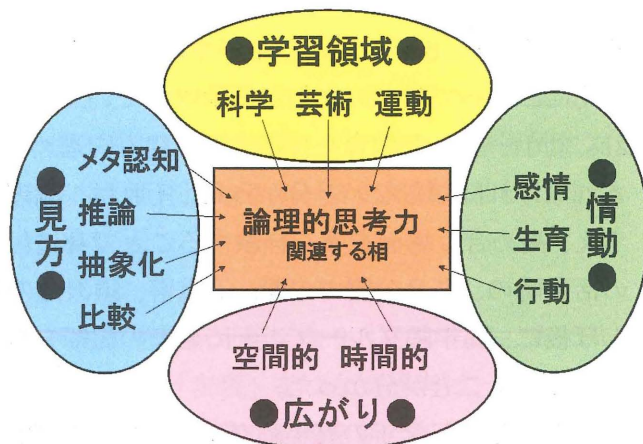 ●学習領域●
科学 芸術 運動
●見方●
メタ認知
推論
抽象化
比較
論理的思考力
関連する相
感情
生育
行動
●情動●
空間的 時間的
●広がり●